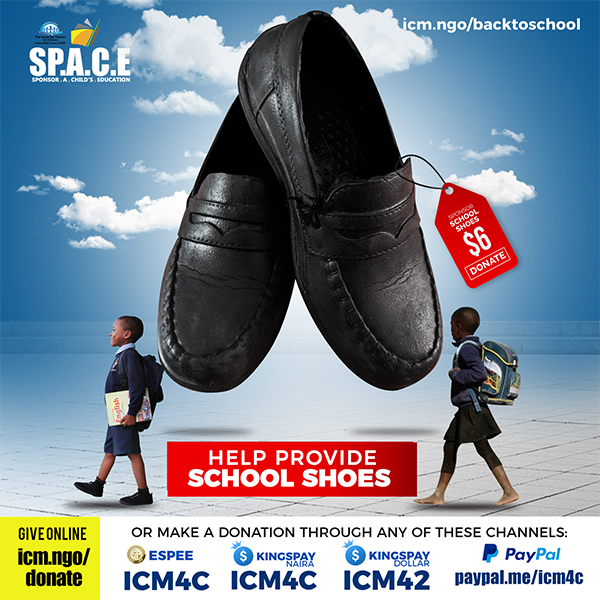 icm.ngo/backtoschool
SP.A.C.E
SPONSOR . A . CHILD'S . EDUCATION
SPONSOR
SCHOOL
SHOES
$6
DONATE
English
HELP PROVIDE
SCHOOL SHOES
GIVE ONLINE
icm.ngo/
donate
OR MAKE A DONATION THROUGH ANY OF THESE CHANNELS:
ESPEE
ICM4C
KINGSPAY
NAIRA
ICM4C
KINGSPAY
DOLLAR
ICM42
PayPal
paypal.me/icm4c